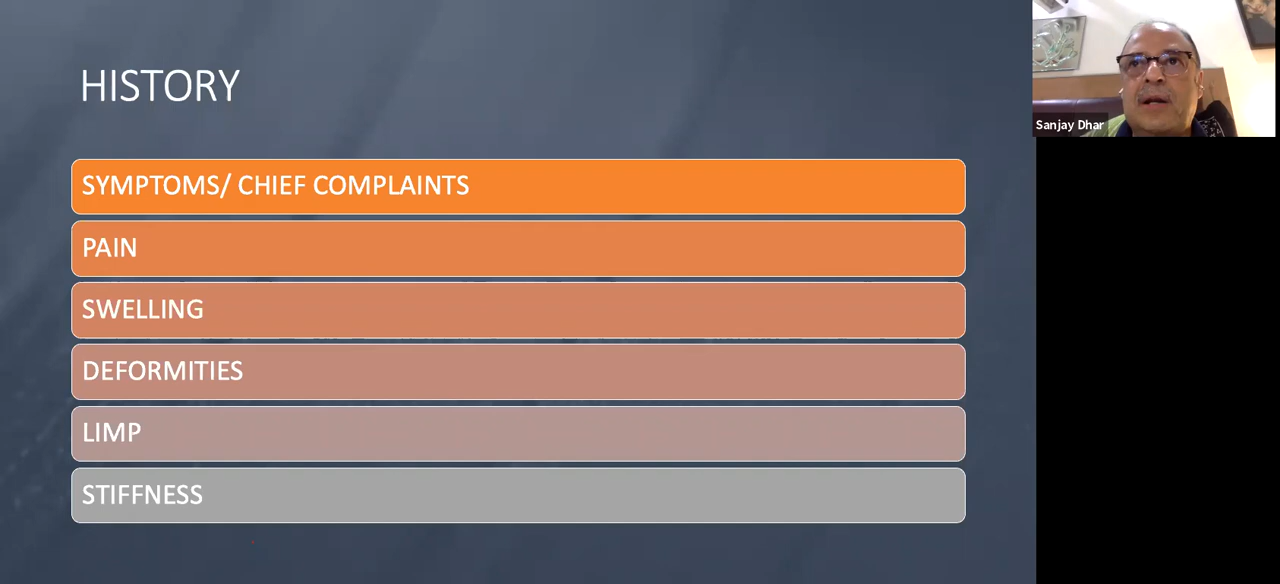 HISTORY
SYMPTOMS/ CHIEF COMPLAINTS
PAIN
SWELLING
DEFORMITIES
LIMP
STIFFNESS
Sanjay Dhar